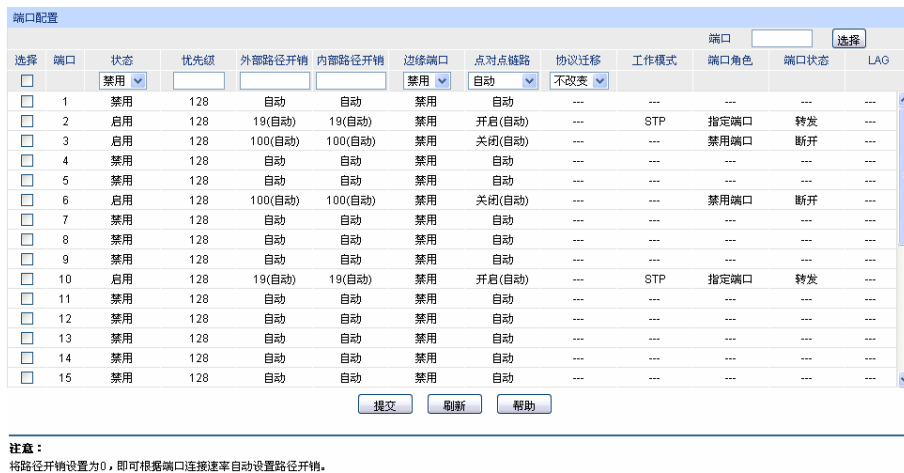 端口配置
端口 选择
选择 端口 状态 优先级 外部路径开销 内部路径开销 边缘端口 点对点链路 协议迁移 工作模式 端口角色 端口状态 LAG
禁用 禁用 自动 不改变
1 禁用 128 自动 自动 禁用 自动 --- --- --- --- ---
2 启用 128 19(自动) 19(自动) 禁用 开启(自动) --- STP 指定端口 转发 ---
3 启用 128 100(自动) 100(自动) 禁用 关闭(自动) --- --- 禁用端口 断开 ---
4 禁用 128 自动 自动 禁用 自动 --- --- --- --- ---
5 禁用 128 自动 自动 禁用 自动 --- --- --- --- ---
6 启用 128 100(自动) 100(自动) 禁用 关闭(自动) --- --- 禁用端口 断开 ---
7 禁用 128 自动 自动 禁用 自动 --- --- --- --- ---
8 禁用 128 自动 自动 禁用 自动 --- --- --- --- ---
9 禁用 128 自动 自动 禁用 自动 --- --- --- --- ---
10 启用 128 19(自动) 19(自动) 禁用 开启(自动) --- STP 指定端口 转发 ---
11 禁用 128 自动 自动 禁用 自动 --- --- --- --- ---
12 禁用 128 自动 自动 禁用 自动 --- --- --- --- ---
13 禁用 128 自动 自动 禁用 自动 --- --- --- --- ---
14 禁用 128 自动 自动 禁用 自动 --- --- --- --- ---
15 禁用 128 自动 自动 禁用 自动 --- --- --- --- ---
提交 刷新 帮助
注意：
将路径开销设置为0，即可根据端口连接速率自动设置路径开销。